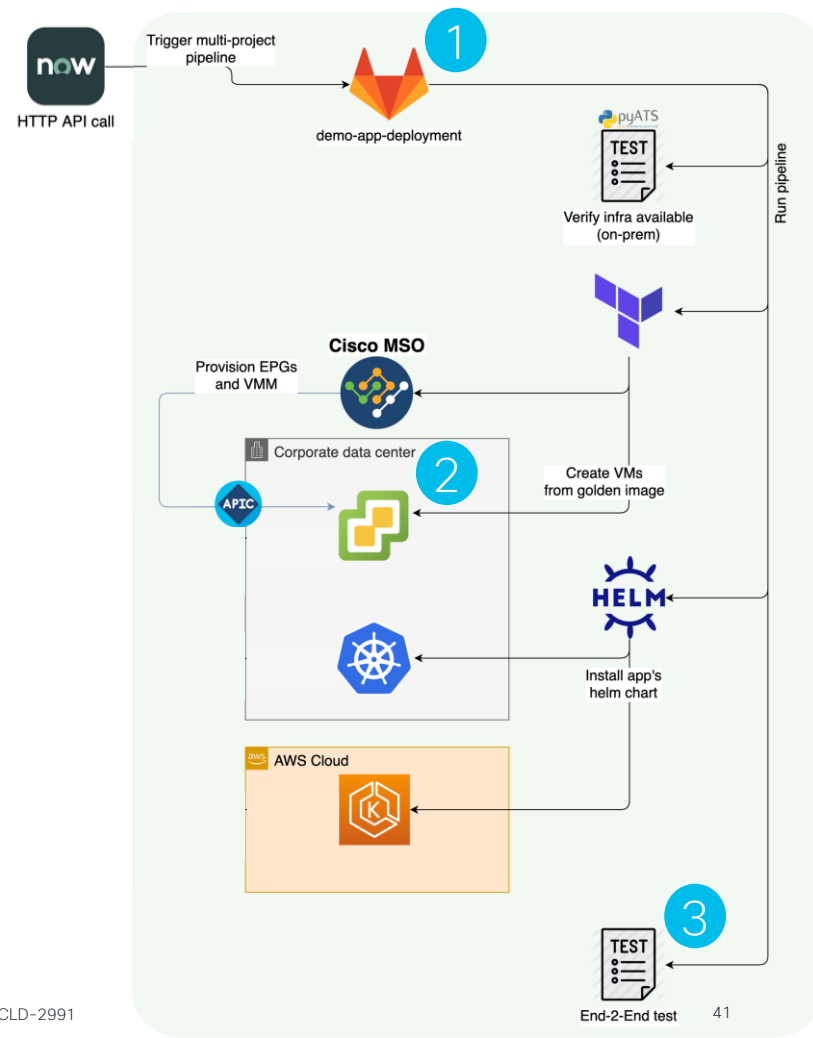 now
HTTP API call
Trigger multi-project
pipeline
1
demo-app-deployment
pyATS
TEST
Verify infra available
(on-prem)
Run pipeline
Cisco MSO
Provision EPGs
and VMM
Corporate data center
2
APIC
Create VMs
from golden image
HELM
Install app's
helm chart
aws
AWS Cloud
K
3
TEST
End-2-End test
CLD-2991
41